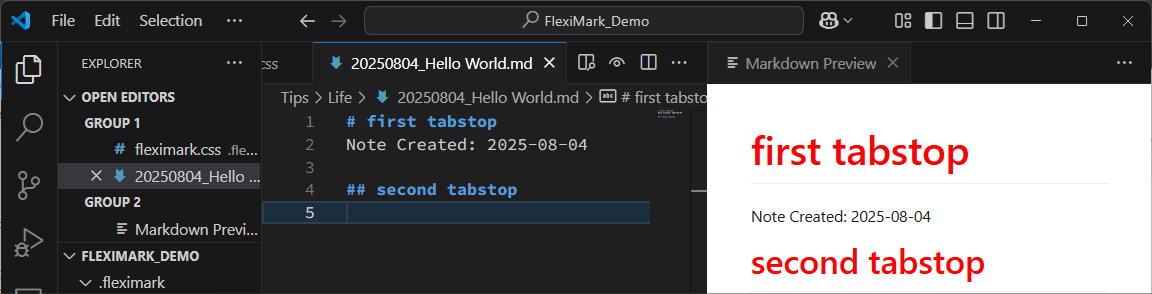 File Edit Selection ··· FlexiMark_Demo
EXPLORER ···
OPEN EDITORS
GROUP 1
# fleximark.css .fle...
20250804_Hello ...
GROUP 2
Markdown Previ...
FLEXIMARK_DEMO
.fleximark
css
20250804_Hello World.md
Tips > Life > 20250804_Hello World.md > abc # first tabsto
1 # first tabstop
2 Note Created: 2025-08-04
3
4 ## second tabstop
5
Markdown Preview
first tabstop
Note Created: 2025-08-04
second tabstop